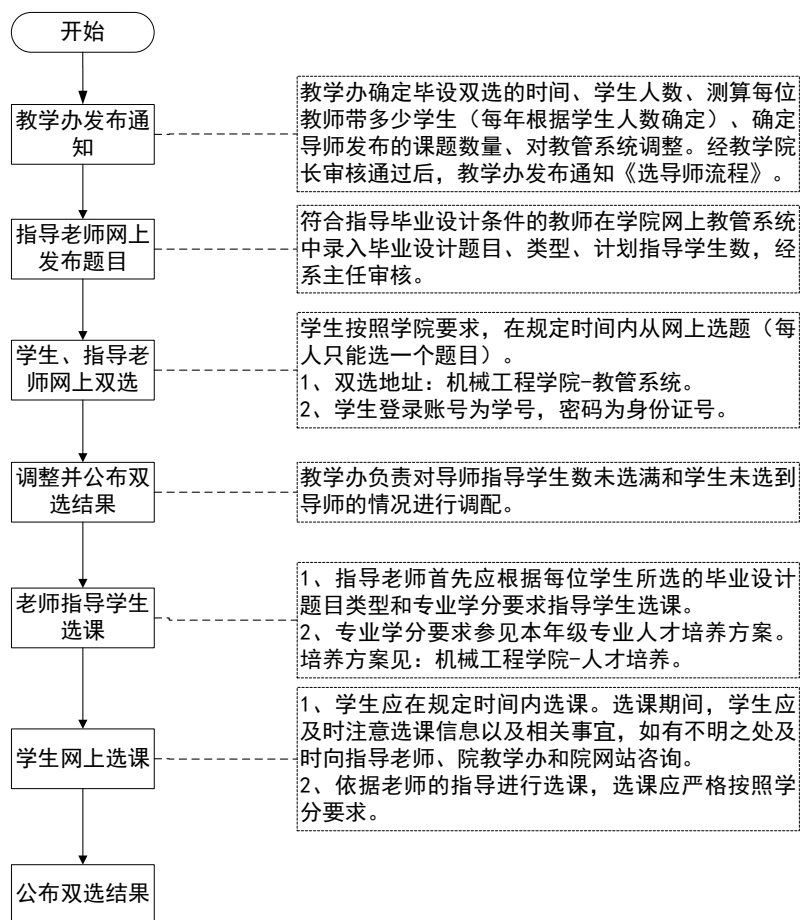 开始
教学办发布通
知
教学办确定毕设双选的时间、学生人数、测算每位
教师带多少学生（每年根据学生人数确定）、确定
导师发布的课题数量、对教管系统调整。经教学院
长审核通过后，教学办发布通知《选导师流程》。
指导老师网上
发布题目
符合指导毕业设计条件的教师在学院网上教管系统
中录入毕业设计题目、类型、计划指导学生数，经
系主任审核。
学生、指导老
师网上双选
学生按照学院要求，在规定时间内从网上选题（每
人只能选一个题目）。
1、双选地址：机械工程学院-教管系统。
2、学生登录账号为学号，密码为身份证号。
调整并公布双
选结果
教学办负责对导师指导学生数未选满和学生未选到
导师的情况进行调配。
老师指导学生
选课
1、指导老师首先应根据每位学生所选的毕业设计
题目类型和专业学分要求指导学生选课。
2、专业学分要求参见本年级专业人才培养方案。
培养方案见：机械工程学院-人才培养。
学生网上选课
1、学生应在规定时间内选课。选课期间，学生应
及时注意选课信息以及相关事宜，如有不明之处及
时向指导老师、院教学办和院网站咨询。
2、依据老师的指导进行选课，选课应严格按照学
分要求。
公布双选结果